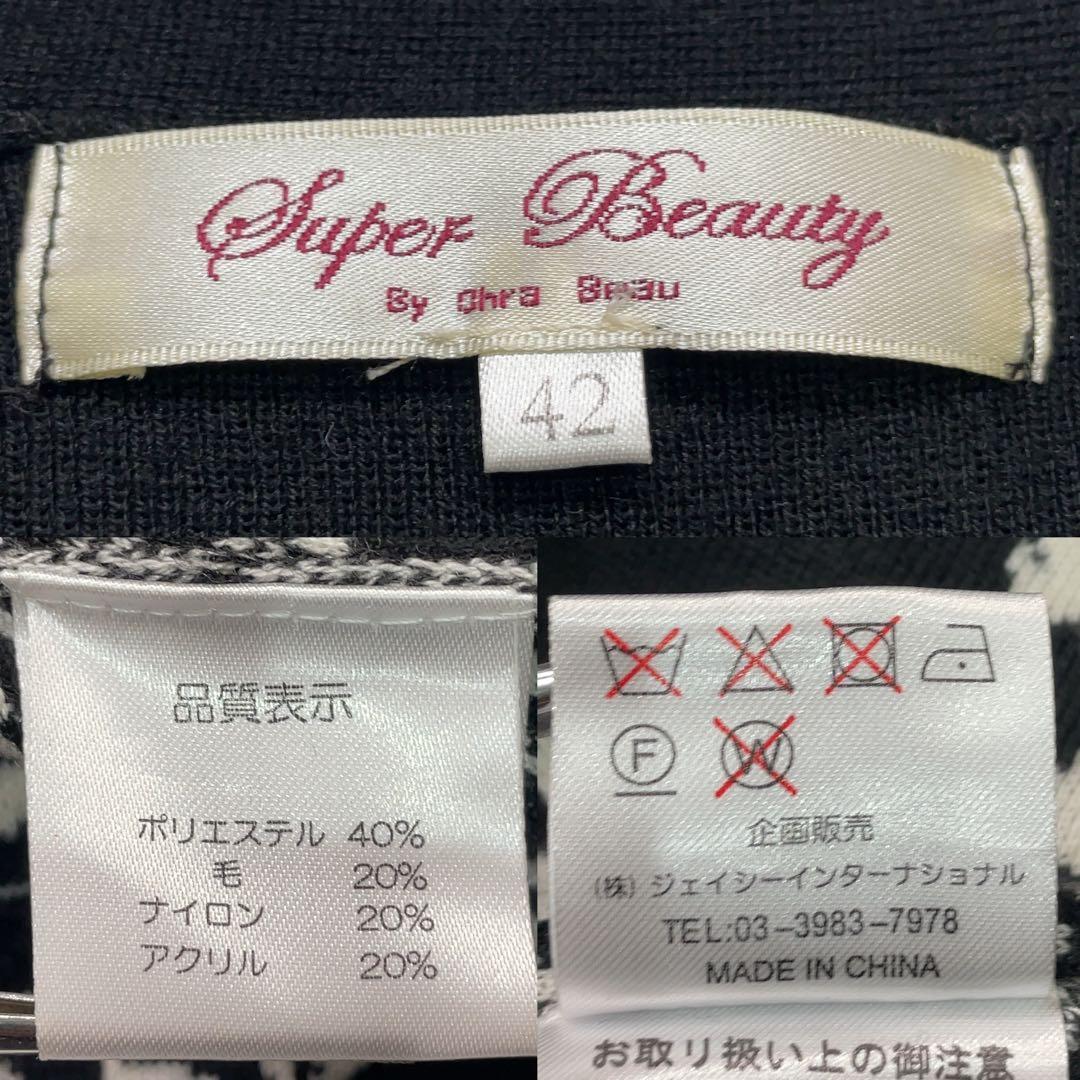 Super Beauty
By Ohra
42
品質表示
ポリエステル 40%
毛 20%
ナイロン 20%
アクリル 20%
F
W
企画販売
(株) ジェイシーインターナショナル
TEL:03-3983-7978
MADE IN CHINA
お取り扱い上の御注意